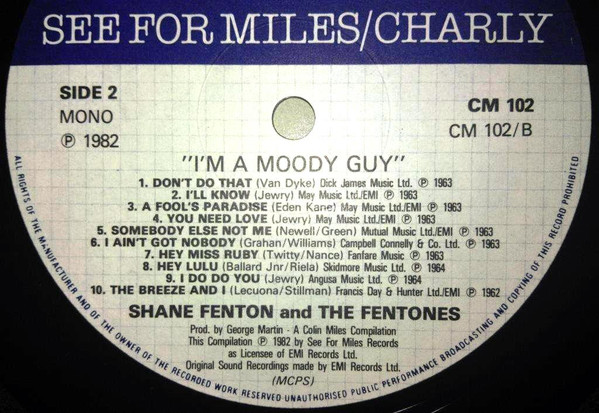 SEE FOR MILES/CHARLY
SIDE 2
MONO
℗ 1982
CM 102
CM 102/B
"I'M A MOODY GUY"
1. DON'T DO THAT (Van Dyke) Dick James Music Ltd. ℗ 1963
2. I'LL KNOW (Jewry) May Music Ltd./EMI ℗ 1963
3. A FOOL'S PARADISE (Eden Kane) May Music Ltd./EMI ℗ 1963
4. YOU NEED LOVE (Jewry) May Music Ltd./EMI ℗ 1963
5. SOMEBODY ELSE NOT ME (Newell/Green) Mutual Music Ltd./EMI ℗ 1963
6. I AIN'T GOT NOBODY (Grahan/Williams) Campbell Connelly & Co. Ltd. ℗ 1963
7. HEY MISS RUBY (Twitty/Nance) Fanfare Music ℗ 1963
8. HEY LULU (Ballard Jnr/Riela) Skidmore Music Ltd. ℗ 1964
9. I DO DO YOU (Jewry) Angusa Music Ltd. ℗ 1964
10. THE BREEZE AND I (Lecuona/Stillman) Francis Day & Hunter Ltd./EMI ℗ 1962
SHANE FENTON and THE FENTONES
Prod. by George Martin - A Colin Miles Compilation
This Compilation ℗ 1982 by See For Miles Records
as Licensee of EMI Records Ltd.
Original Sound Recordings made by EMI Records Ltd.
(MCPS)
ALL RIGHTS OF THE MANUFACTURER AND OF THE OWNER OF THE RECORDED WORK RESERVED UNAUTHORISED PUBLIC PERFORMANCE BROADCASTING AND COPYING OF THIS RECORD PROHIBITED